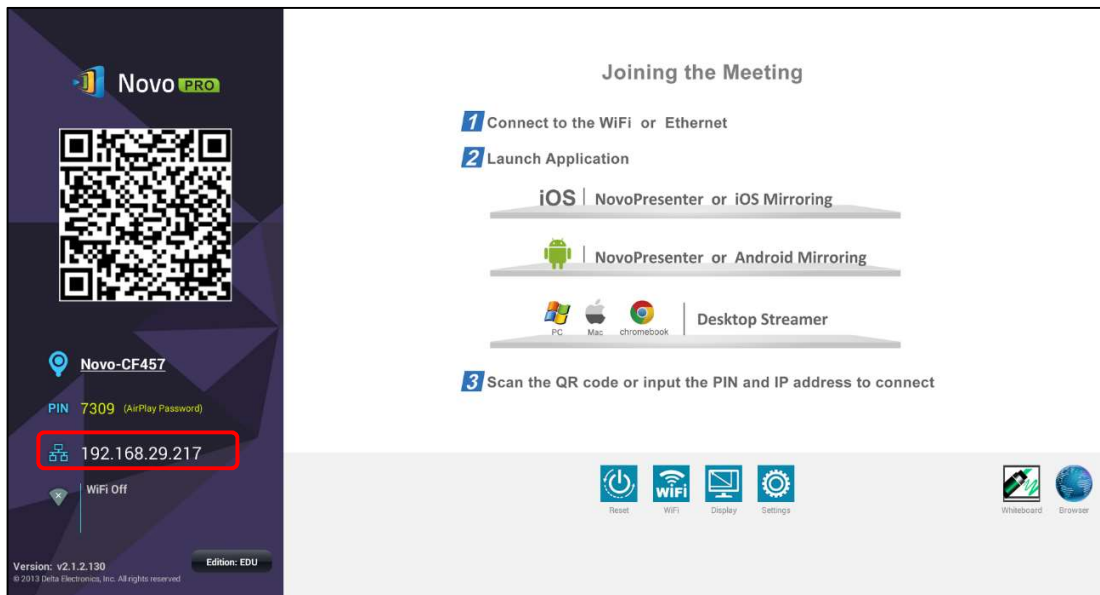 Novo PRO
Novo-CF457
PIN 7309 (AirPlay Password)
192.168.29.217
WiFi Off
Version: v2.1.2.130
© 2013 Delta Electronics, Inc. All rights reserved
Edition: EDU
Joining the Meeting
1 Connect to the WiFi or Ethernet
2 Launch Application
iOS NovoPresenter or iOS Mirroring
NovoPresenter or Android Mirroring
PC Mac chromebook Desktop Streamer
3 Scan the QR code or input the PIN and IP address to connect
WiFi
Reset WiFi Display Settings
Whiteboard Browser